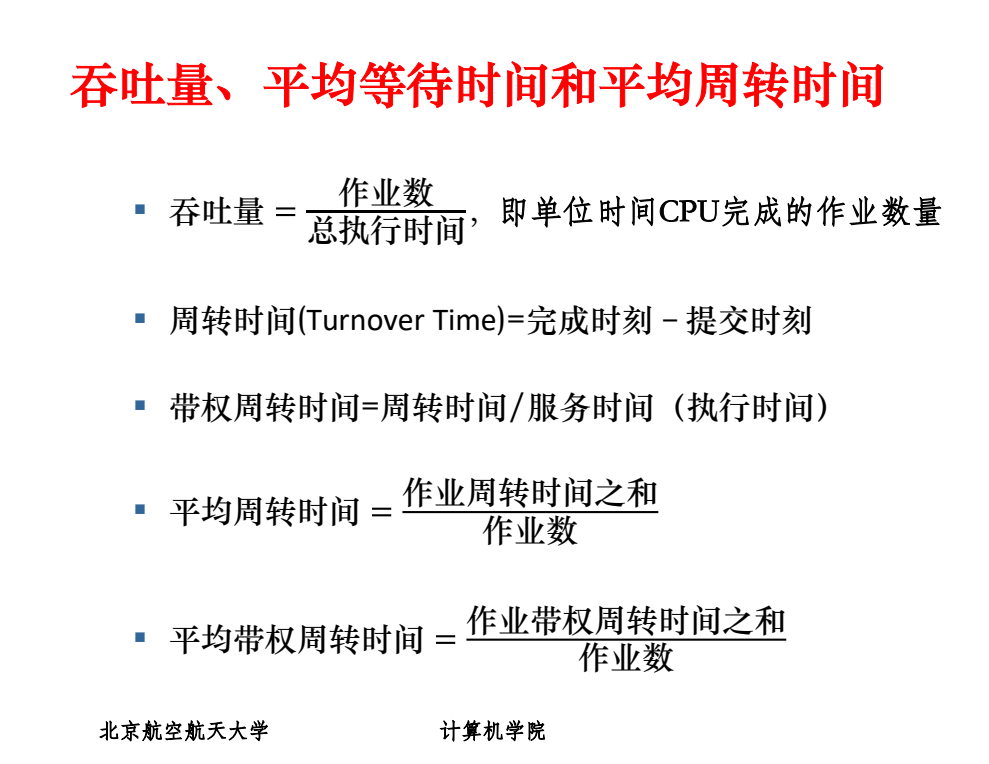 吞吐量、平均等待时间和平均周转时间
▪ 吞吐量 = 作业数/总执行时间，即单位时间CPU完成的作业数量
▪ 周转时间(Turnover Time)=完成时刻 – 提交时刻
▪ 带权周转时间=周转时间/服务时间（执行时间）
▪ 平均周转时间 = 作业周转时间之和/作业数
▪ 平均带权周转时间 = 作业带权周转时间之和/作业数
北京航空航天大学 计算机学院